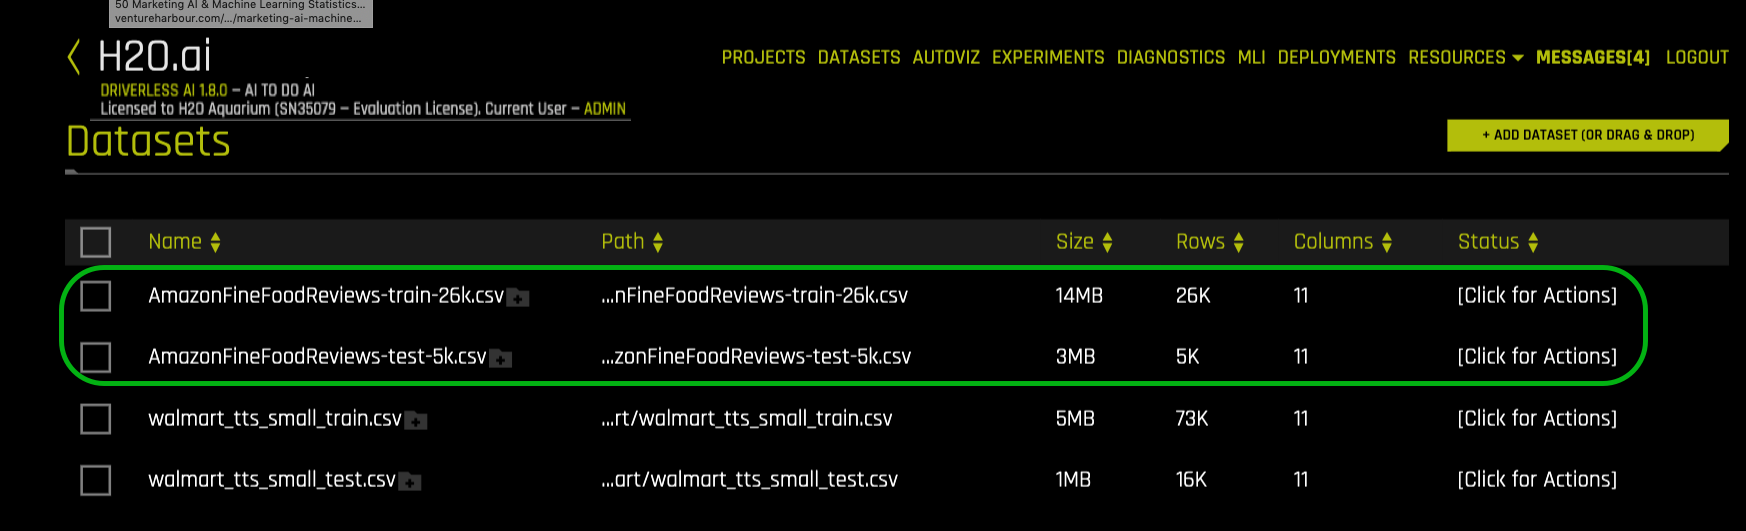 50 Marketing AI & Machine Learning Statistics...
ventureharbour.com/.../marketing-ai-machine...
H2O.ai
PROJECTS DATASETS AUTOVIZ EXPERIMENTS DIAGNOSTICS MLI DEPLOYMENTS RESOURCES MESSAGES[4] LOGOUT
DRIVERLESS AI 1.8.0 – AI TO DO AI
Licensed to H2O Aquarium (SN35079 – Evaluation License). Current User – ADMIN
Datasets
+ ADD DATASET (OR DRAG & DROP)
Name Path Size Rows Columns Status
AmazonFineFoodReviews-train-26k.csv ...nFineFoodReviews-train-26k.csv 14MB 26K 11 [Click for Actions]
AmazonFineFoodReviews-test-5k.csv ...zonFineFoodReviews-test-5k.csv 3MB 5K 11 [Click for Actions]
walmart_tts_small_train.csv ...rt/walmart_tts_small_train.csv 5MB 73K 11 [Click for Actions]
walmart_tts_small_test.csv ...art/walmart_tts_small_test.csv 1MB 16K 11 [Click for Actions]